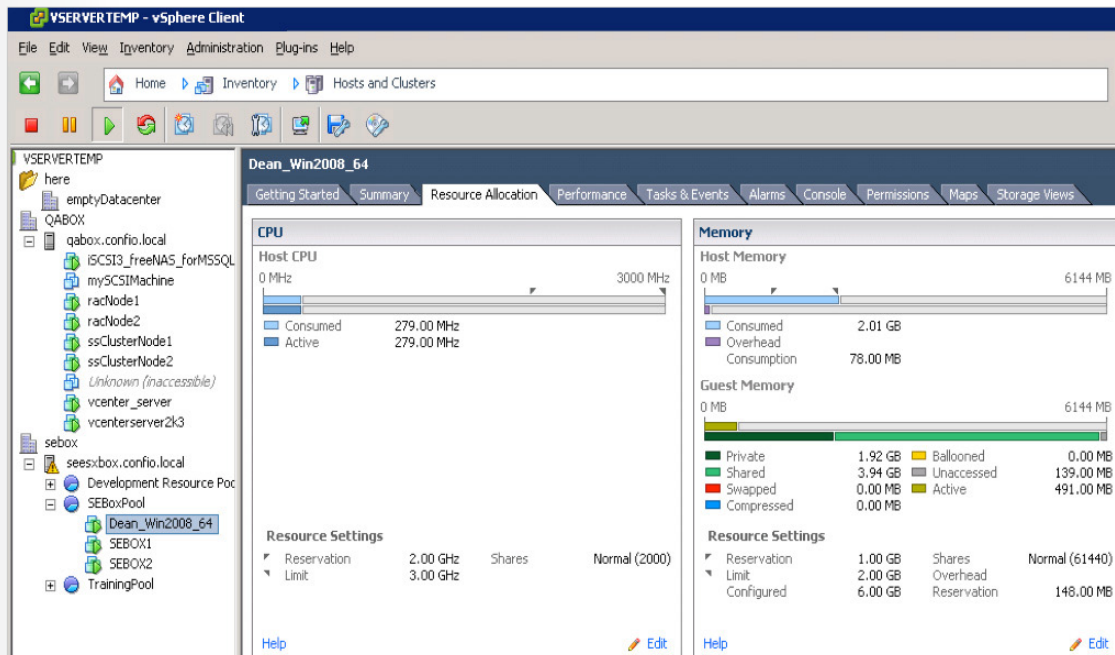 VSERVERTEMP - vSphere Client
File Edit View Inventory Administration Plug-ins Help
Home Inventory Hosts and Clusters
VSERVERTEMP
here
emptyDatacenter
QABOX
qabox.confio.local
iSCSI3_freeNAS_forMSSQL
mySCSIMachine
racNode1
racNode2
ssClusterNode1
ssClusterNode2
Unknown (inaccessible)
vcenter_server
vcenterserver2k3
sebox
seesxbox.confio.local
Development Resource Poo
SEBoxPool
Dean_Win2008_64
SEBOX1
SEBOX2
TrainingPool
Dean_Win2008_64
Getting Started Summary Resource Allocation Performance Tasks & Events Alarms Console Permissions Maps Storage Views
CPU
Host CPU
0 MHz 3000 MHz
Consumed 279.00 MHz
Active 279.00 MHz
Resource Settings
Reservation 2.00 GHz Shares Normal (2000)
Limit 3.00 GHz
Help Edit
Memory
Host Memory
0 MB 6144 MB
Consumed 2.01 GB
Overhead
Consumption 78.00 MB
Guest Memory
0 MB 6144 MB
Private 1.92 GB Ballooned 0.00 MB
Shared 3.94 GB Unaccessed 139.00 MB
Swapped 0.00 MB Active 491.00 MB
Compressed 0.00 MB
Resource Settings
Reservation 1.00 GB Shares Normal (61440)
Limit 2.00 GB Overhead
Configured 6.00 GB Reservation 148.00 MB
Help Edit